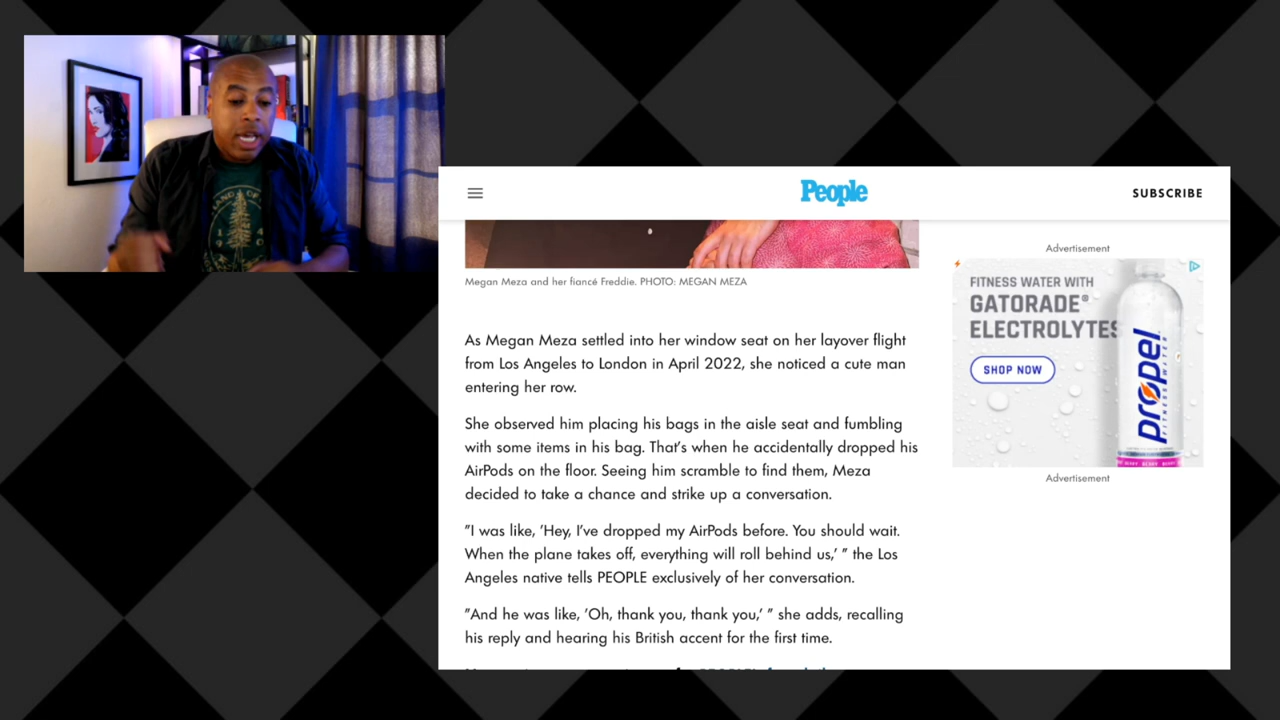 People
SUBSCRIBE
Megan Meza and her fiancé Freddie. PHOTO: MEGAN MEZA
As Megan Meza settled into her window seat on her layover flight
from Los Angeles to London in April 2022, she noticed a cute man
entering her row.
She observed him placing his bags in the aisle seat and fumbling
with some items in his bag. That's when he accidentally dropped his
AirPods on the floor. Seeing him scramble to find them, Meza
decided to take a chance and strike up a conversation.
"I was like, 'Hey, I've dropped my AirPods before. You should wait.
When the plane takes off, everything will roll behind us,' " the Los
Angeles native tells PEOPLE exclusively of her conversation.
"And he was like, 'Oh, thank you, thank you,' " she adds, recalling
his reply and hearing his British accent for the first time.
Advertisement
FITNESS WATER WITH
GATORADE®
ELECTROLYTES
SHOP NOW
propel
FITNESS WATER
Advertisement